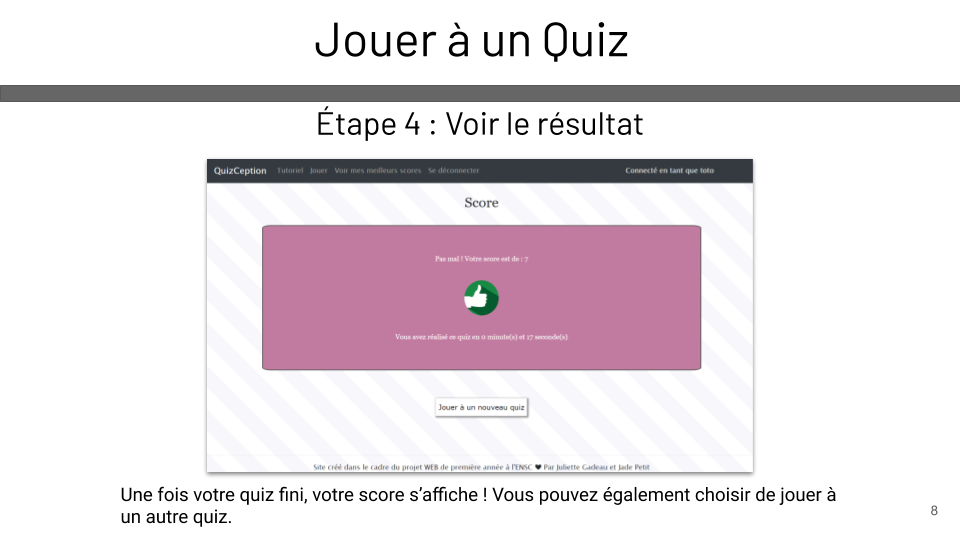 Jouer à un Quiz
Étape 4 : Voir le résultat
QuizCeption Tutoriel Jouer Voir mes meilleurs scores Se déconnecter Connecté en tant que toto
Score
Pas mal ! Votre score est de : 7
Vous avez réalisé ce quiz en 0 minute(s) et 17 seconde(s)
Jouer à un nouveau quiz
Site créé dans le cadre du projet WEB de première année à l'ENSC ❤ Par Juliette Gadeau et Jade Petit
Une fois votre quiz fini, votre score s’affiche ! Vous pouvez également choisir de jouer à
un autre quiz.
8